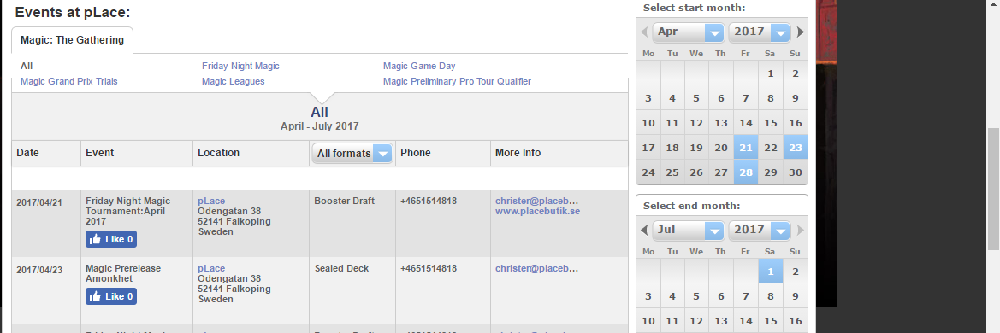 Events at pLace:
Magic: The Gathering
All Friday Night Magic Magic Game Day
Magic Grand Prix Trials Magic Leagues Magic Preliminary Pro Tour Qualifier
All
April - July 2017
Date Event Location All formats Phone More Info
2017/04/21 Friday Night Magic pLace Booster Draft +4651514818 christer@placeb...
Tournament:April Odengatan 38 www.placebutik.se
2017 52141 Falkoping
Sweden
Like 0
2017/04/23 Magic Prerelease pLace Sealed Deck +4651514818 christer@placeb...
Amonkhet Odengatan 38
52141 Falkoping
Like 0 Sweden
Select start month:
Apr 2017
Mo Tu We Th Fr Sa Su
1 2
3 4 5 6 7 8 9
10 11 12 13 14 15 16
17 18 19 20 21 22 23
24 25 26 27 28 29 30
Select end month:
Jul 2017
Mo Tu We Th Fr Sa Su
1 2
3 4 5 6 7 8 9
10 11 12 13 14 15 16